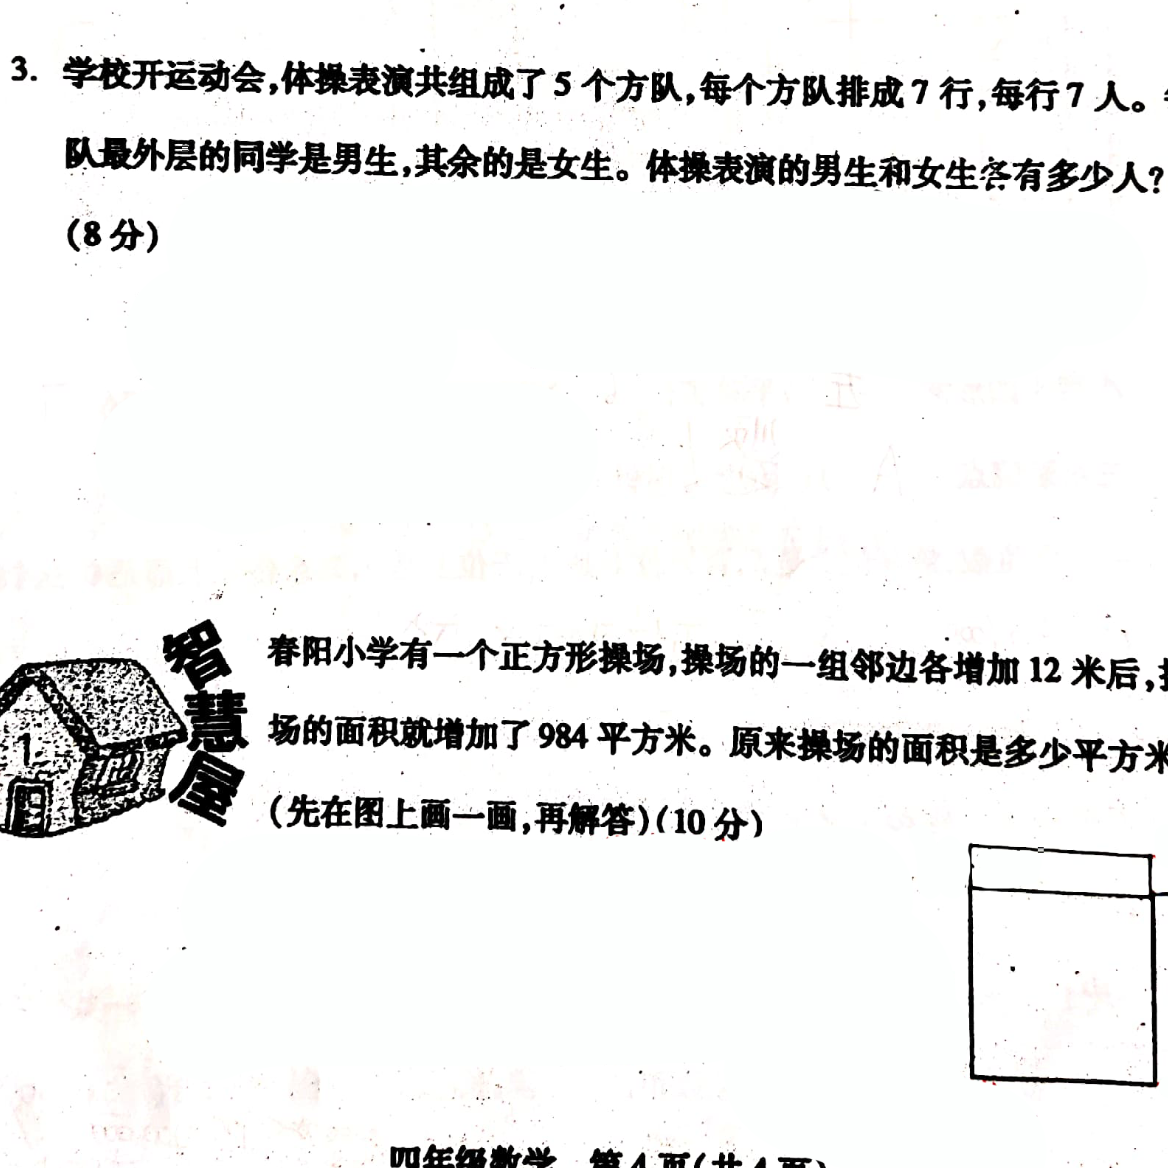 3. 学校开运动会,体操表演共组成了5个方队,每个方队排成7行,每行7人。
队最外层的同学是男生,其余的是女生。体操表演的男生和女生各有多少人?
(8分)
智慧屋
春阳小学有一个正方形操场,操场的一组邻边各增加12米后,
场的面积就增加了984平方米。原来操场的面积是多少平方米
(先在图上画一画,再解答)(10分)
四年级数学 第4页(共4页)